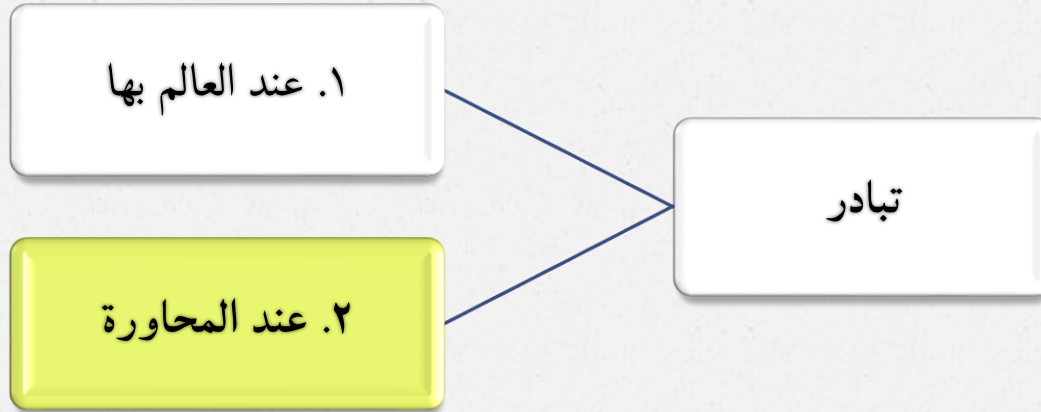 تبادر
١. عند العالم بها
٢. عند المحاورة